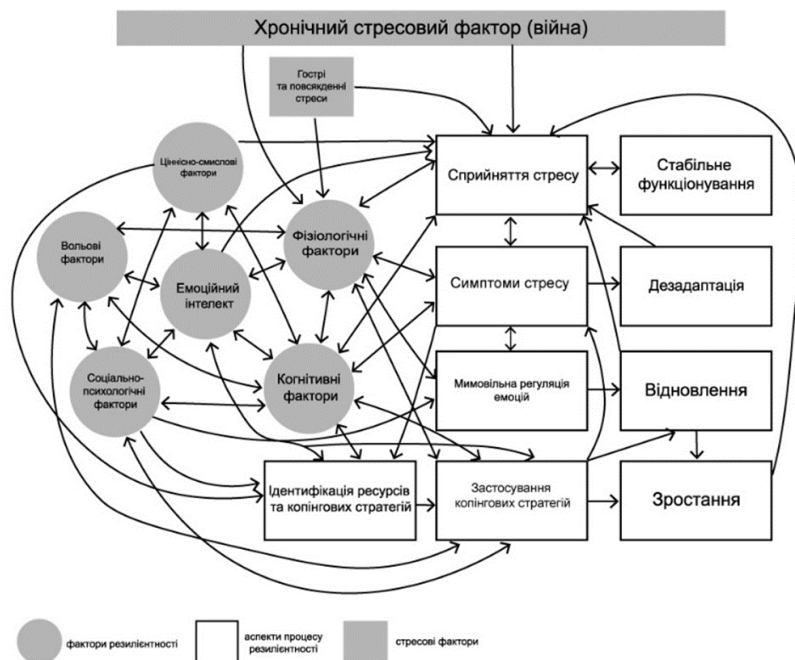 Хронічний стресовий фактор (війна)
Гострі
та повсякденні
стреси
Ціннісно-смислові
фактори
Сприйняття стресу
Стабільне
функціонування
Вольові
фактори
Фізіологічні
фактори
Емоційний
інтелект
Симптоми стресу
Дезадаптація
Соціально-
психологічні
фактори
Когнітивні
фактори
Мимовільна регуляція
емоцій
Відновлення
Ідентифікація ресурсів
та копінгових стратегій
Застосування
копінгових стратегій
Зростання
фактори резилієнтності
аспекти процесу
резилієнтності
стресові фактори